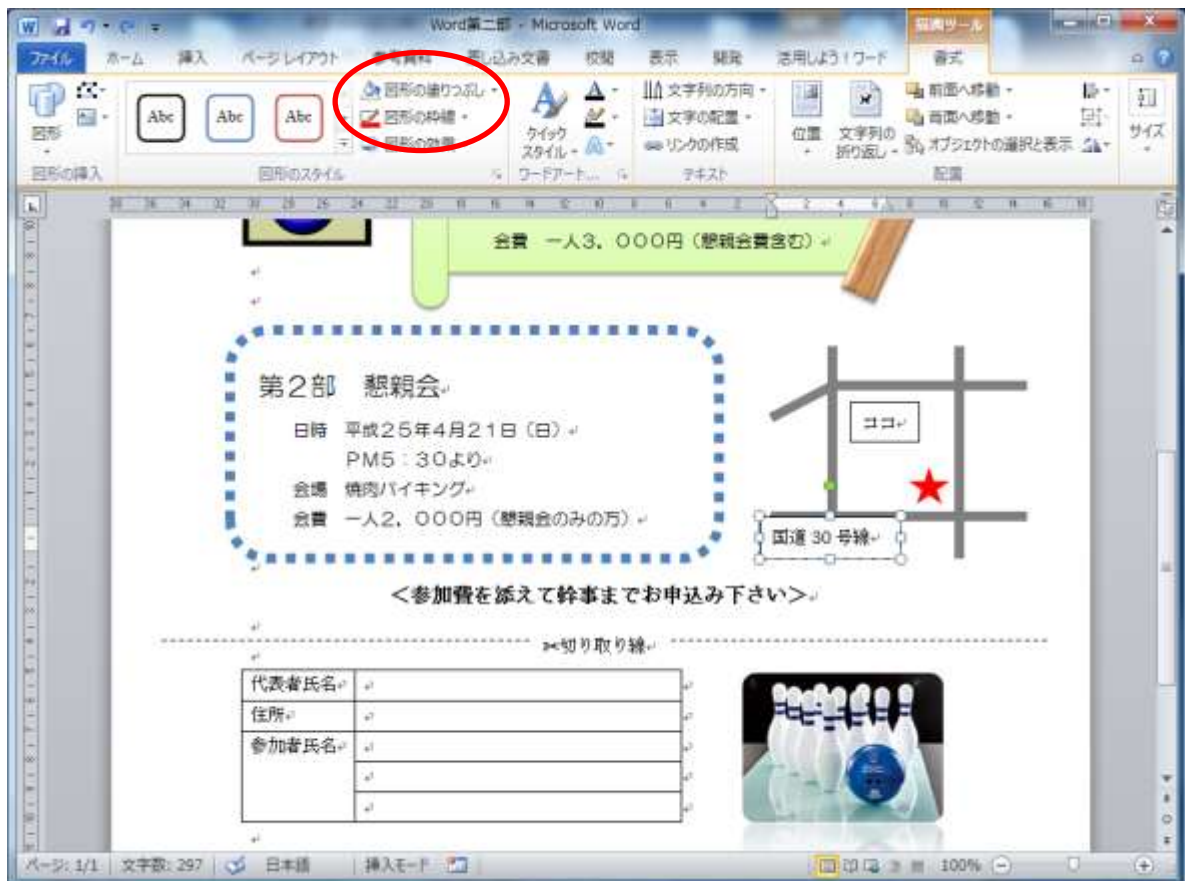 Word第二部 - Microsoft Word
描画ツール
ファイル ホーム 挿入 ページ レイアウト 参考資料 差し込み文書 校閲 表示 開発 活用しよう!ワード 書式
図形
図形の挿入
Abc Abc Abc
図形の塗りつぶし
図形の枠線
図形の効果
図形のスタイル
クイック
スタイル
ワードアート...
文字列の方向
文字の配置
リンクの作成
テキスト
位置
文字列の
折り返し
前面へ移動
背面へ移動
オブジェクトの選択と表示
配置
サイズ
会費 一人3,000円(懇親会費含む)
第2部 懇親会
日時 平成25年4月21日(日)
PM5:30より
会場 焼肉バイキング
会費 一人2,000円(懇親会のみの方)
ココ
国道 30 号線
<参加費を添えて幹事までお申込み下さい>
✂切り取り線
代表者氏名
住所
参加者氏名
ページ: 1/1 文字数: 297 日本語 挿入モード 100%